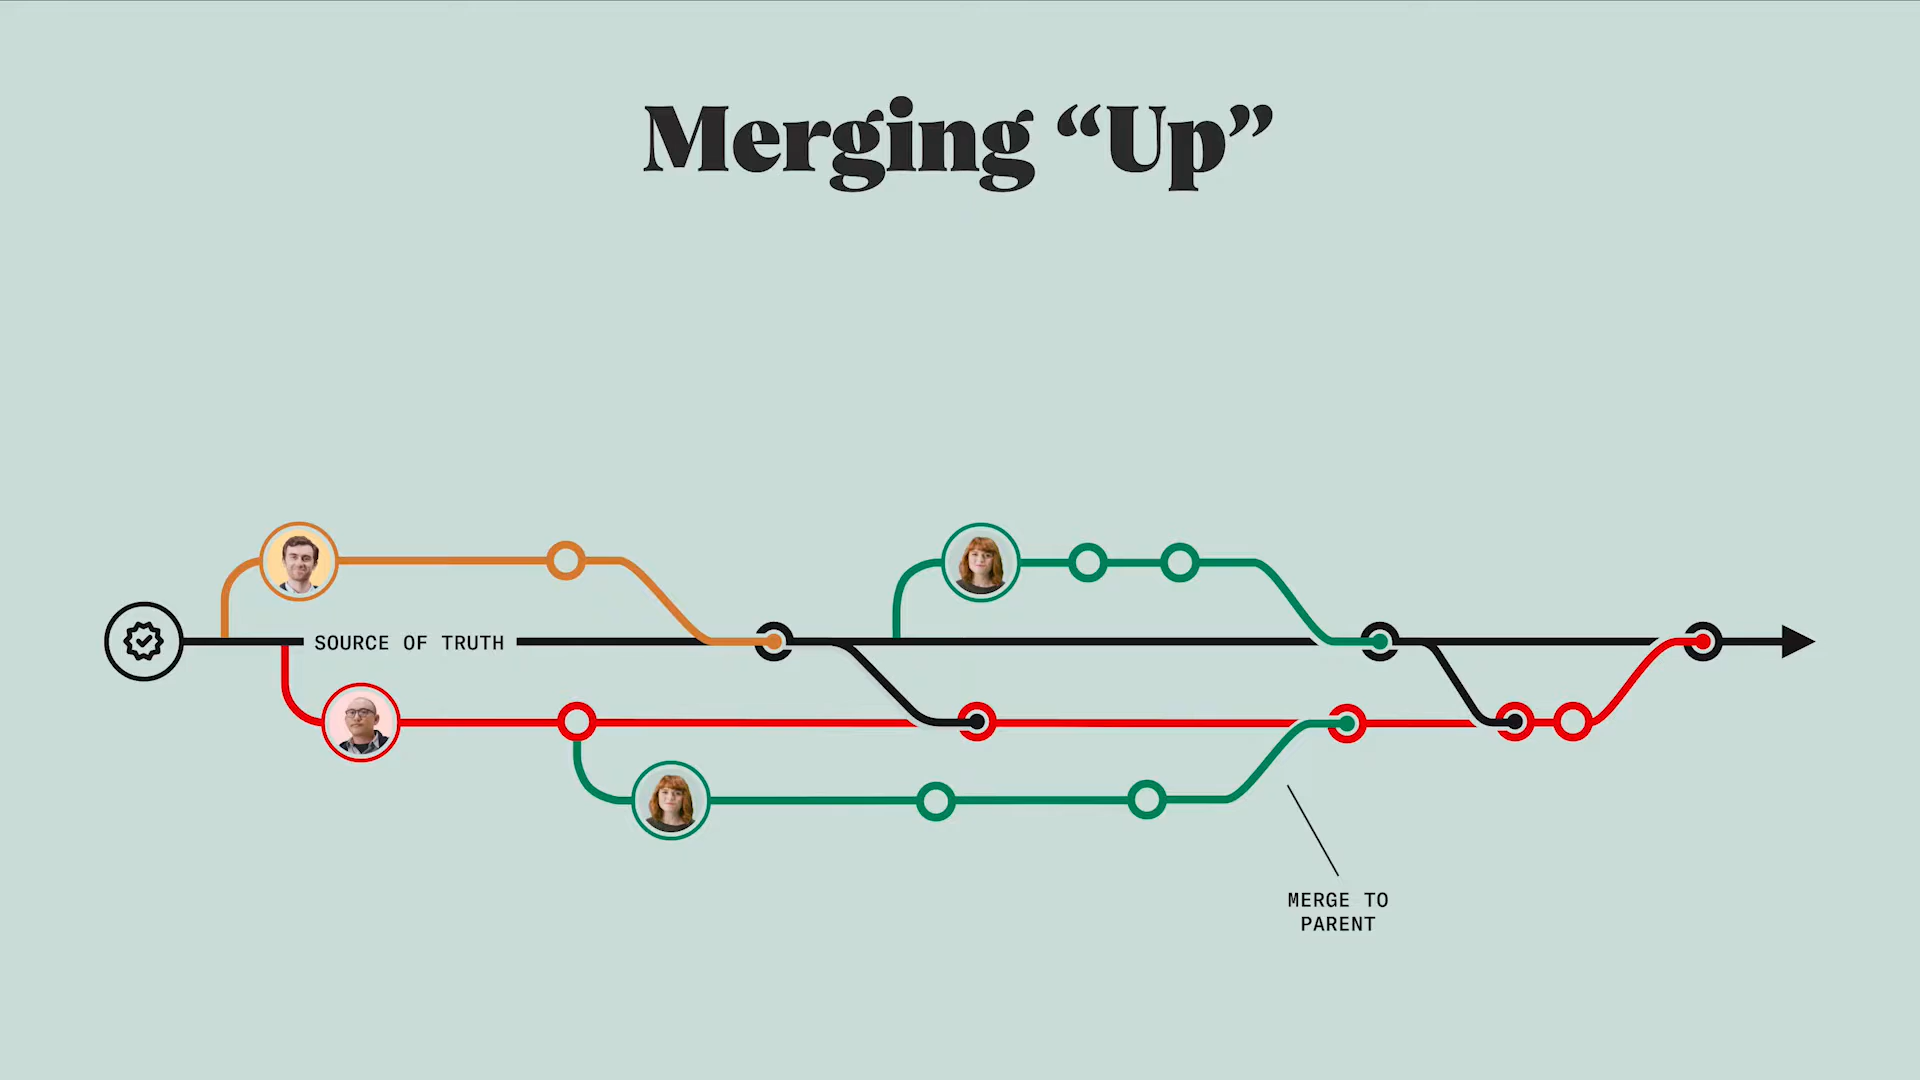 Merging “Up”
SOURCE OF TRUTH
MERGE TO
PARENT